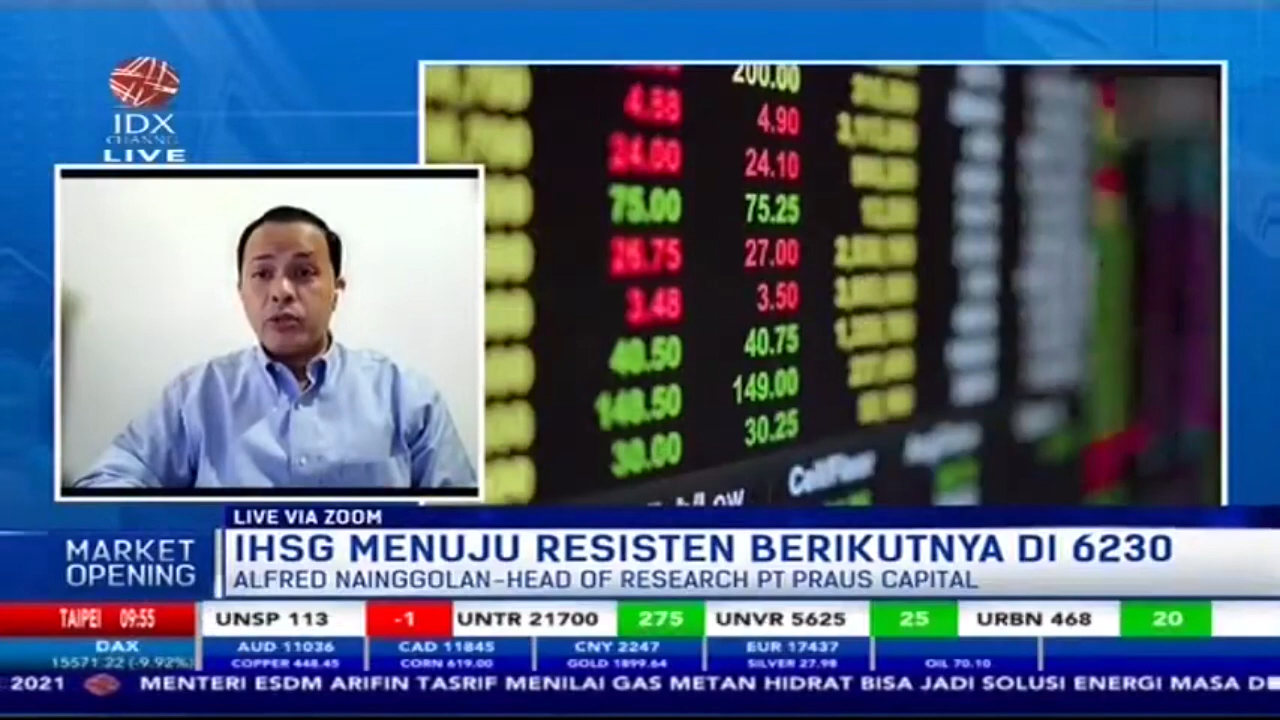 IDX
CHANNEL
LIVE
200.00
4.58 4.90
24.00 24.10
75.00 75.25
26.75 27.00
3.48 3.50
40.50 40.75
148.50 149.00
30.00 30.25
LIVE VIA ZOOM
MARKET OPENING
IHSG MENUJU RESISTEN BERIKUTNYA DI 6230
ALFRED NAINGGOLAN-HEAD OF RESEARCH PT PRAUS CAPITAL
TAIPEI 09:55 UNSP 113 -1 UNTR 21700 275 UNVR 5625 25 URBN 468 20
DAX AUD 11036 CAD 11845 CNY 2247 EUR 17437
15571.22 (-9.92%) COPPER 448.45 CORN 619.00 GOLD 1899.64 SILVER 27.98 OIL 70.10
2021 MENTERI ESDM ARIFIN TASRIF MENILAI GAS METAN HIDRAT BISA JADI SOLUSI ENERGI MASA D